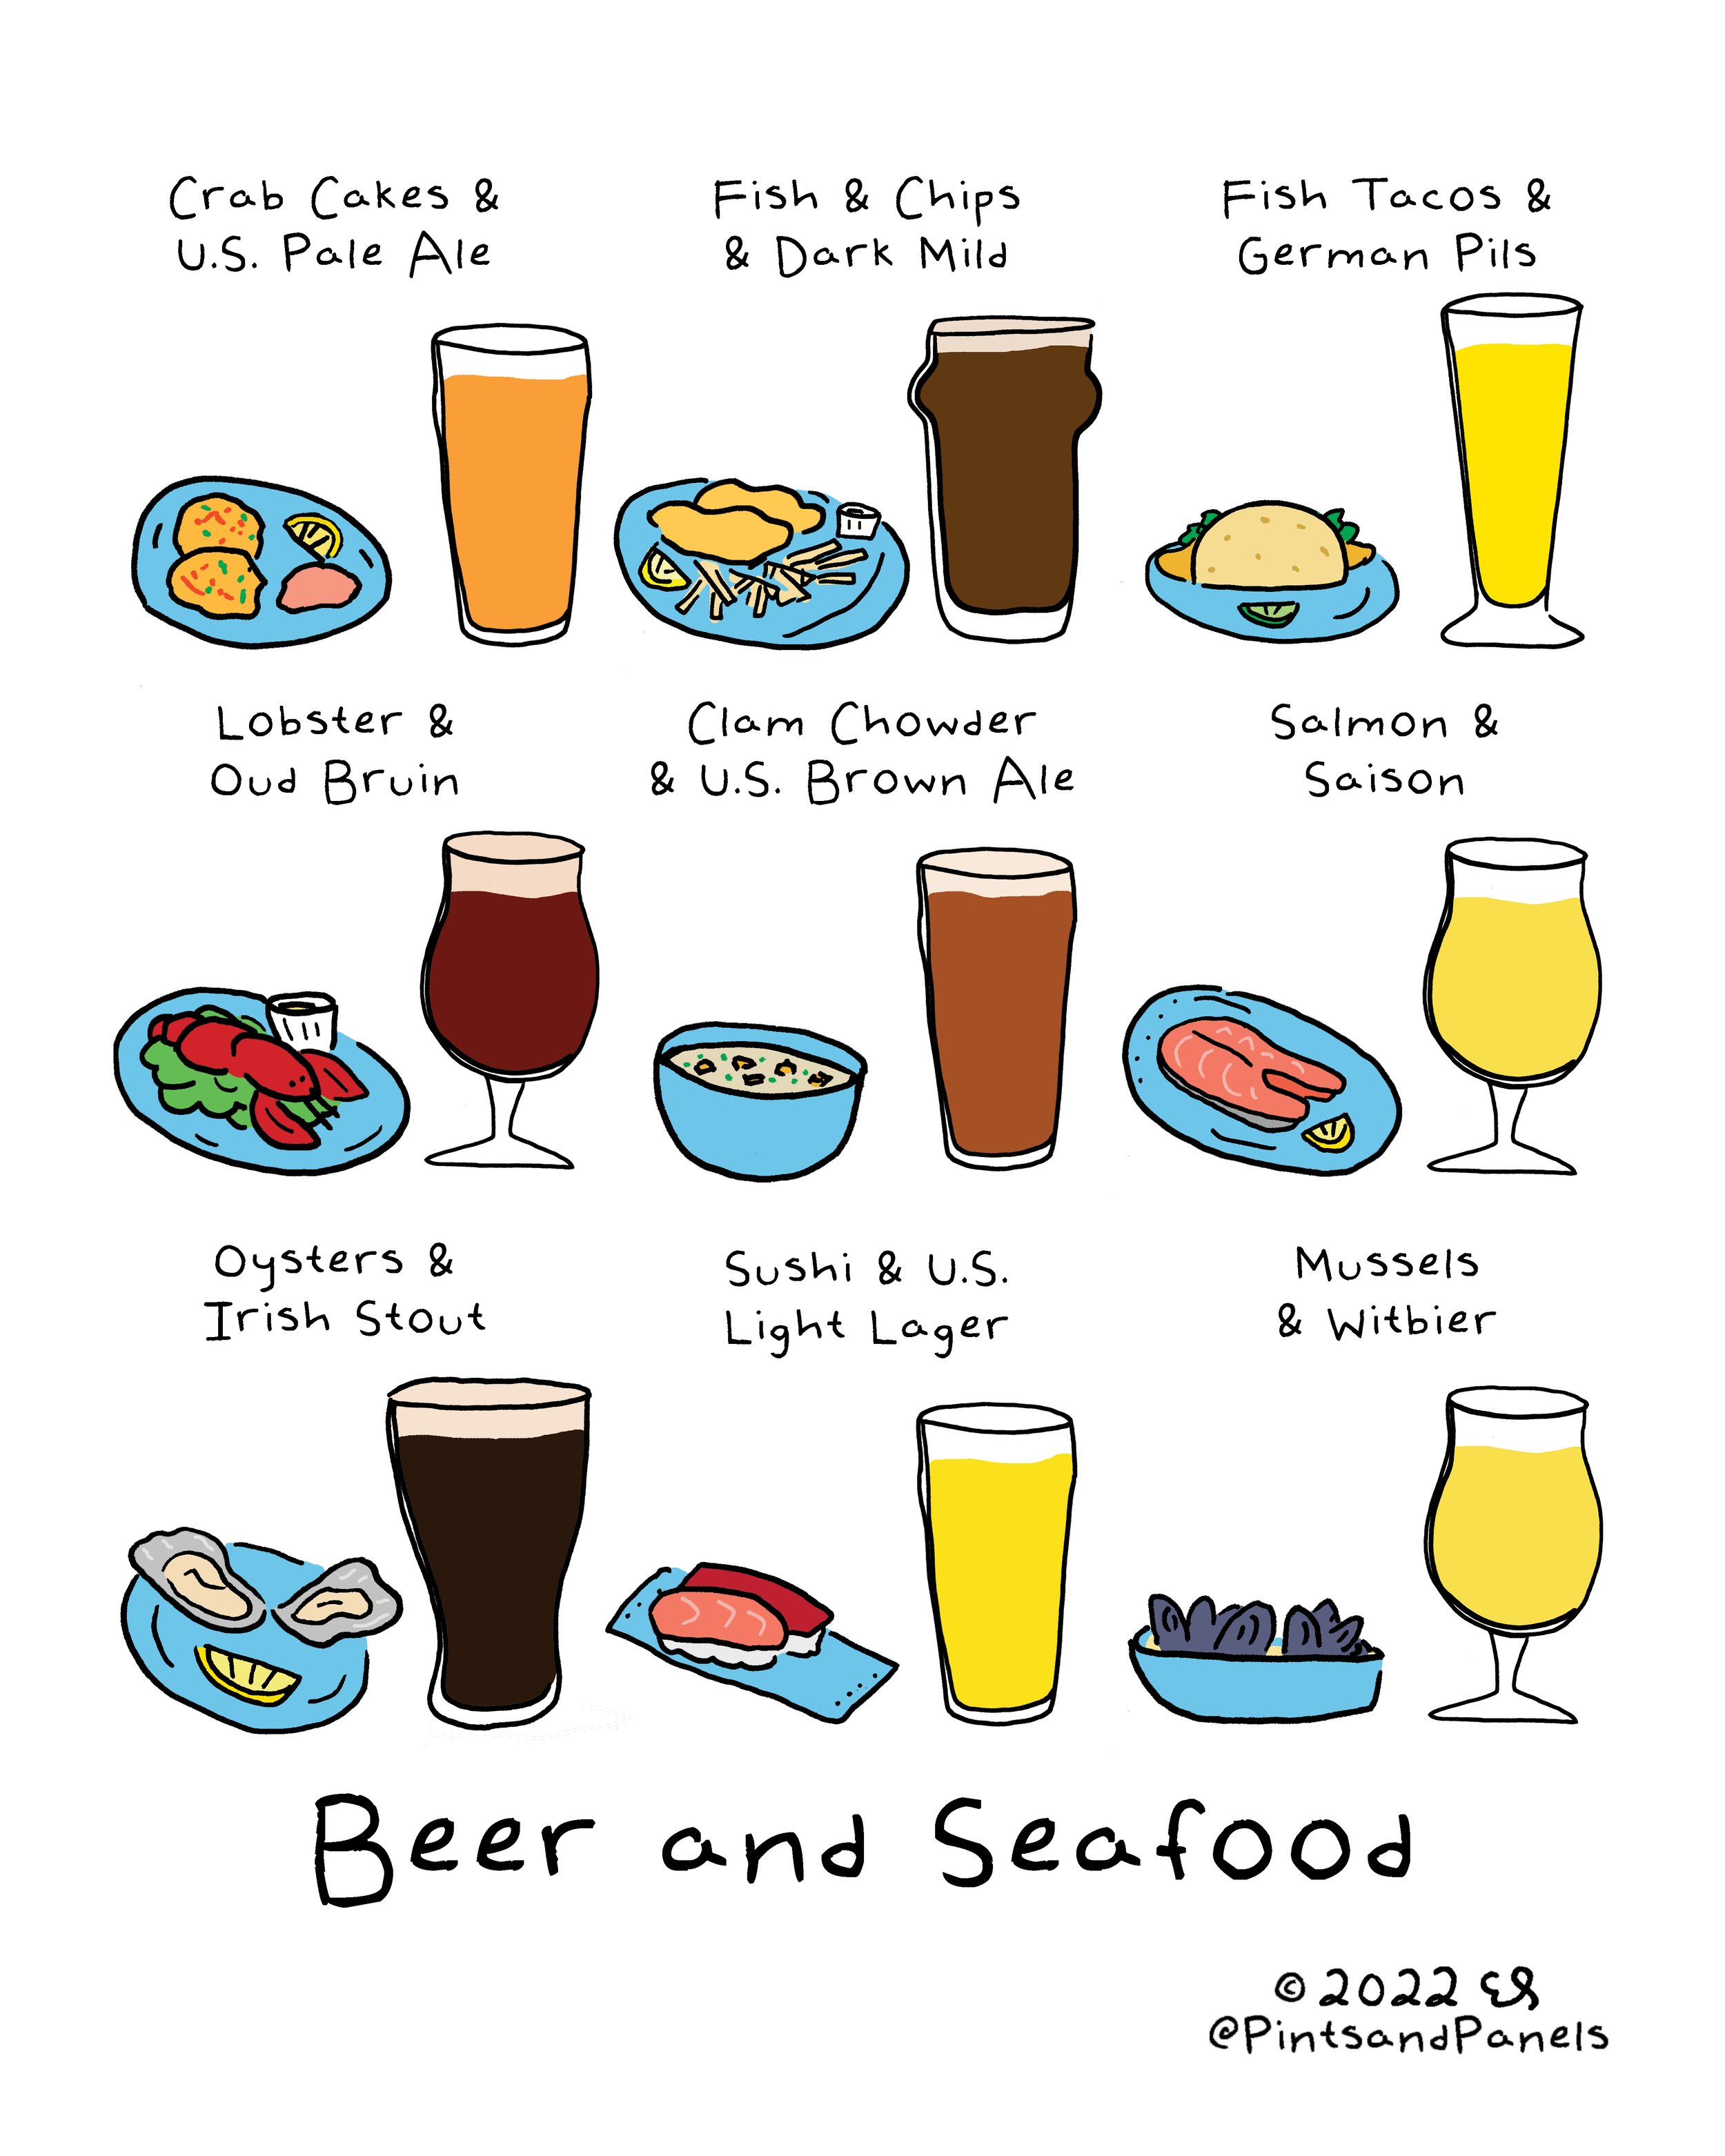 Crab Cakes &
U.S. Pale Ale
Fish & Chips
& Dark Mild
Fish Tacos &
German Pils
Lobster &
Oud Bruin
Clam Chowder
& U.S. Brown Ale
Salmon &
Saison
Oysters &
Irish Stout
Sushi & U.S.
Light Lager
Mussels
& Witbier
Beer and Seafood
© 2022 ES
@PintsandPanels